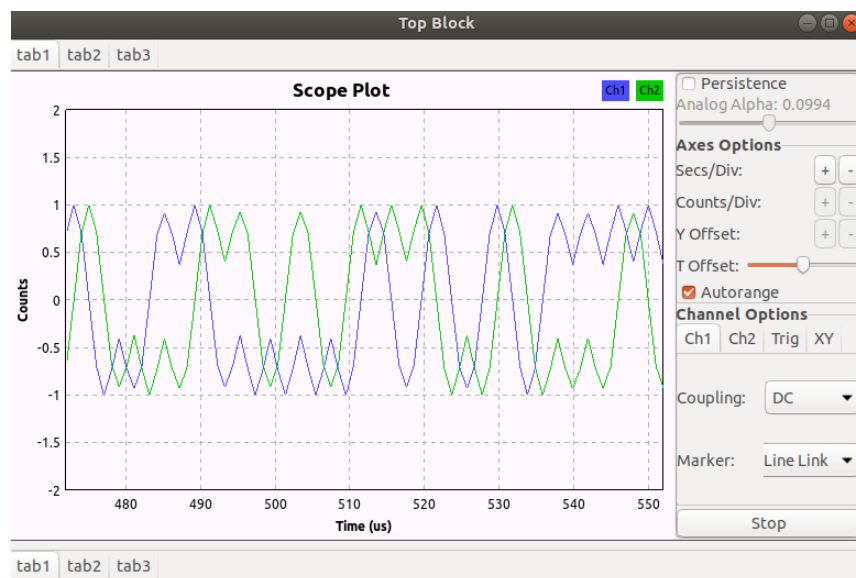 Top Block
tab1 tab2 tab3
Scope Plot
Ch1 Ch2
2
1.5
1
0.5
0
-0.5
-1
-1.5
-2
Counts
480 490 500 510 520 530 540 550
Time (us)
Persistence
Analog Alpha: 0.0994
Axes Options
Secs/Div: + -
Counts/Div: + -
Y Offset: + -
T Offset:
Autorange
Channel Options
Ch1 Ch2 Trig XY
Coupling: DC
Marker: Line Link
Stop
tab1 tab2 tab3